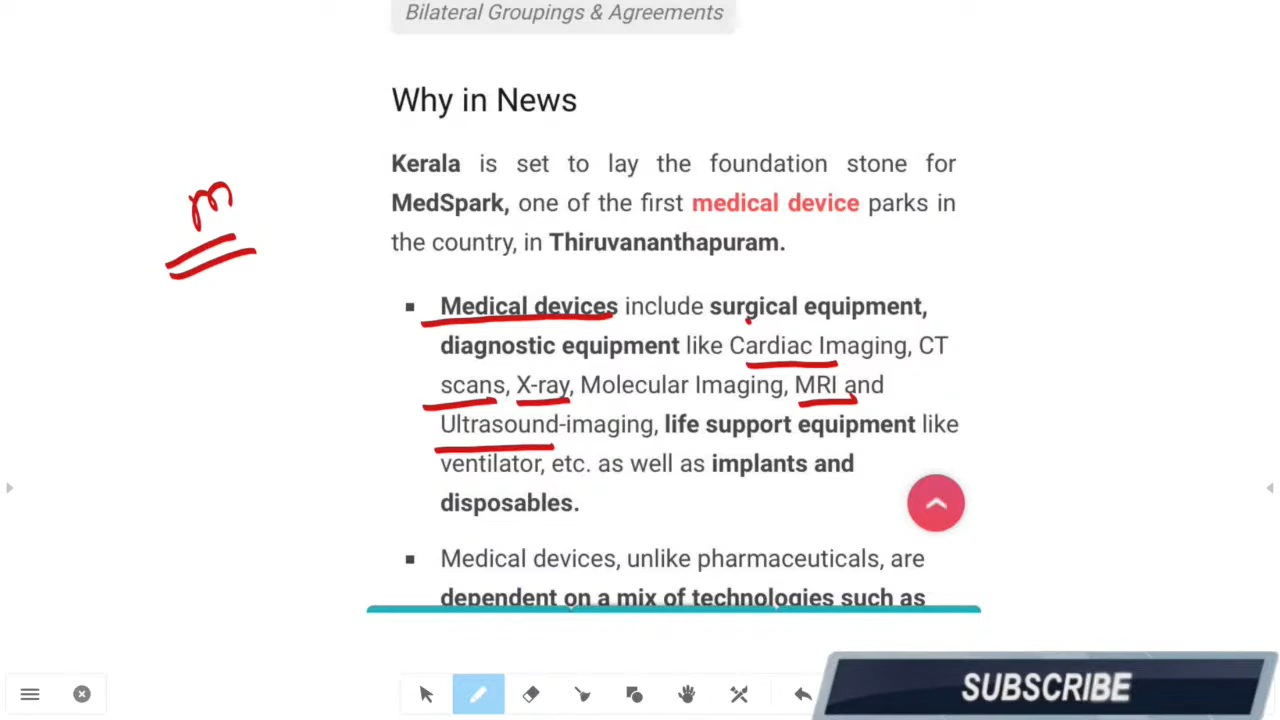 Bilateral Groupings & Agreements
Why in News
Kerala is set to lay the foundation stone for
MedSpark, one of the first medical device parks in
the country, in Thiruvananthapuram.
m
▪ Medical devices include surgical equipment,
diagnostic equipment like Cardiac Imaging, CT
scans, X-ray, Molecular Imaging, MRI and
Ultrasound-imaging, life support equipment like
ventilator, etc. as well as implants and
disposables.
▪ Medical devices, unlike pharmaceuticals, are
dependent on a mix of technologies such as
SUBSCRIBE